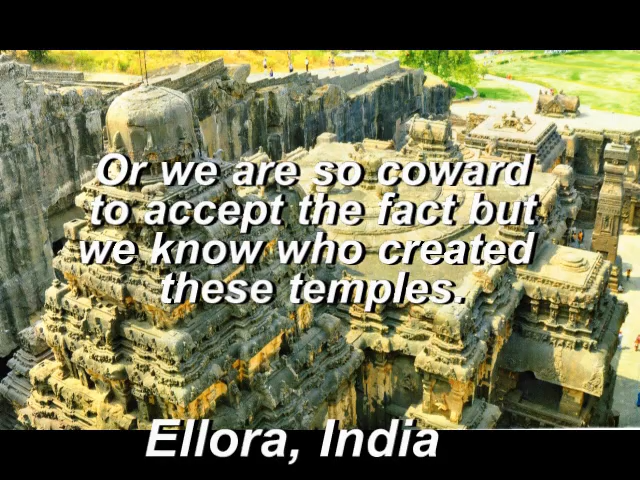 Or we are so coward
to accept the fact but
we know who created
these temples.
Ellora, India